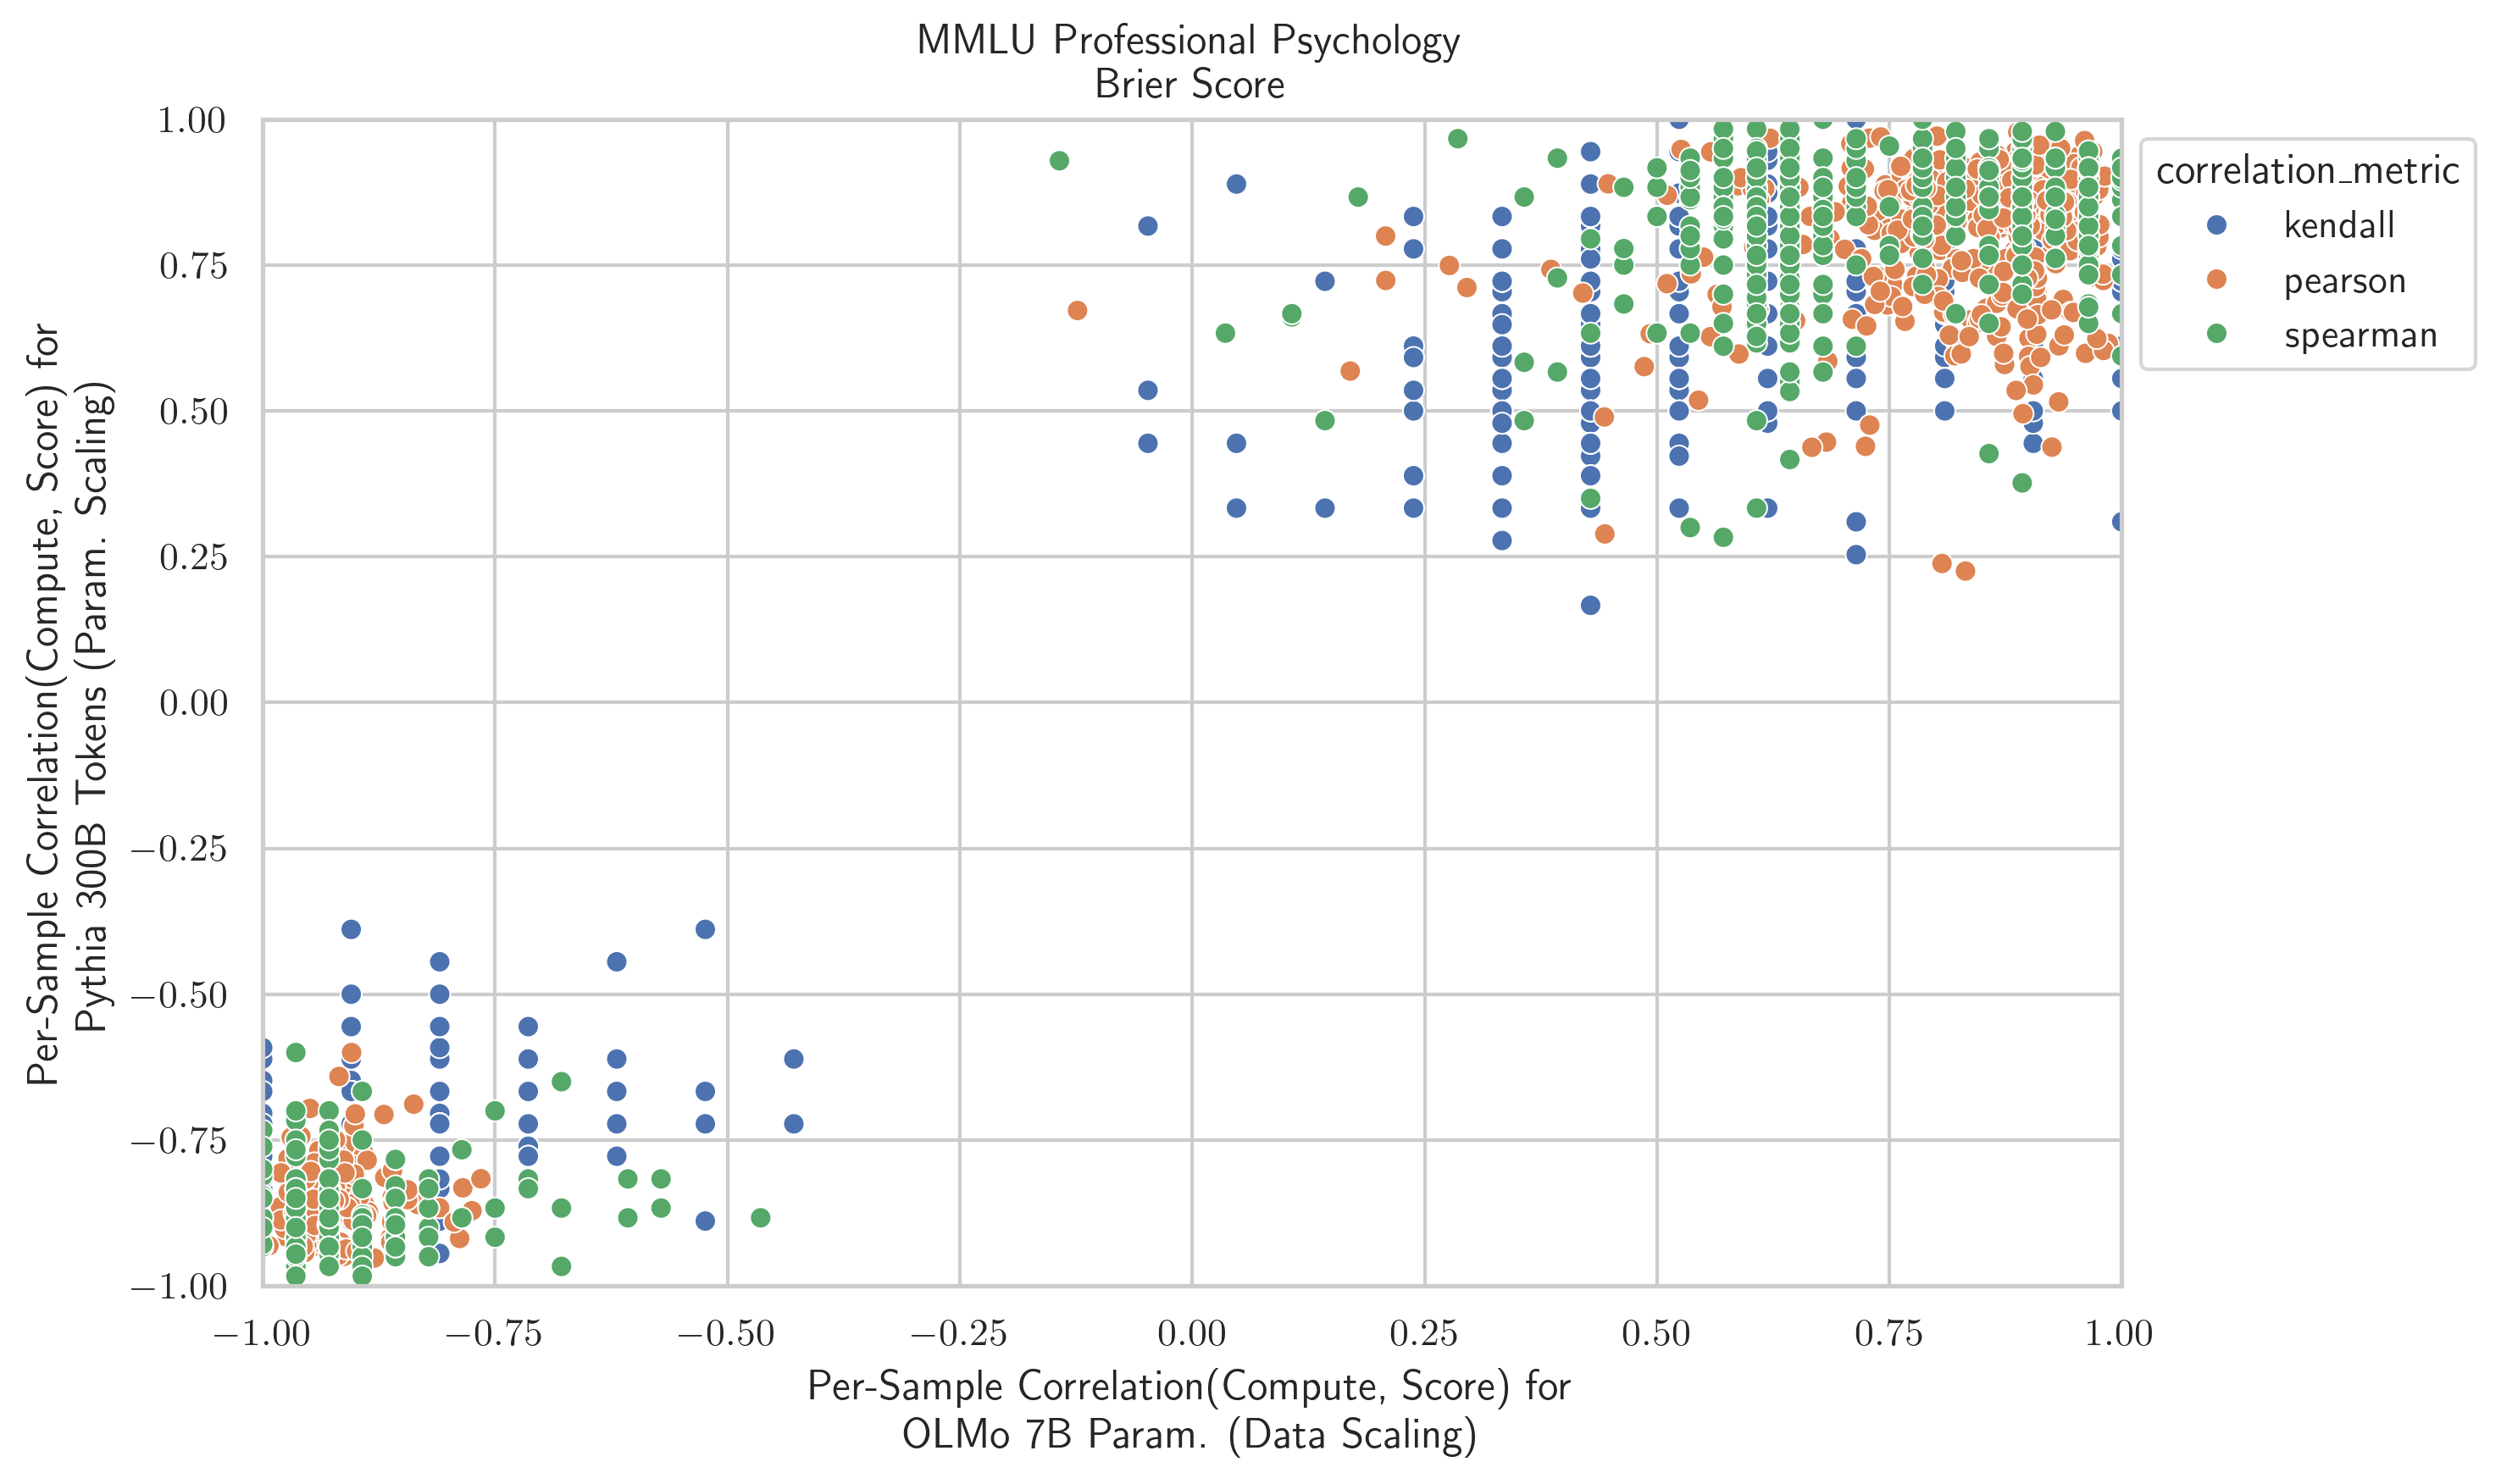 MMLU Professional Psychology
Brier Score
Per-Sample Correlation(Compute, Score) for
Pythia 300B Tokens (Param. Scaling)
1.00
0.75
0.50
0.25
0.00
−0.25
−0.50
−0.75
−1.00
−1.00
−0.75
−0.50
−0.25
0.00
0.25
0.50
0.75
1.00
Per-Sample Correlation(Compute, Score) for
OLMo 7B Param. (Data Scaling)
correlation_metric
kendall
pearson
spearman